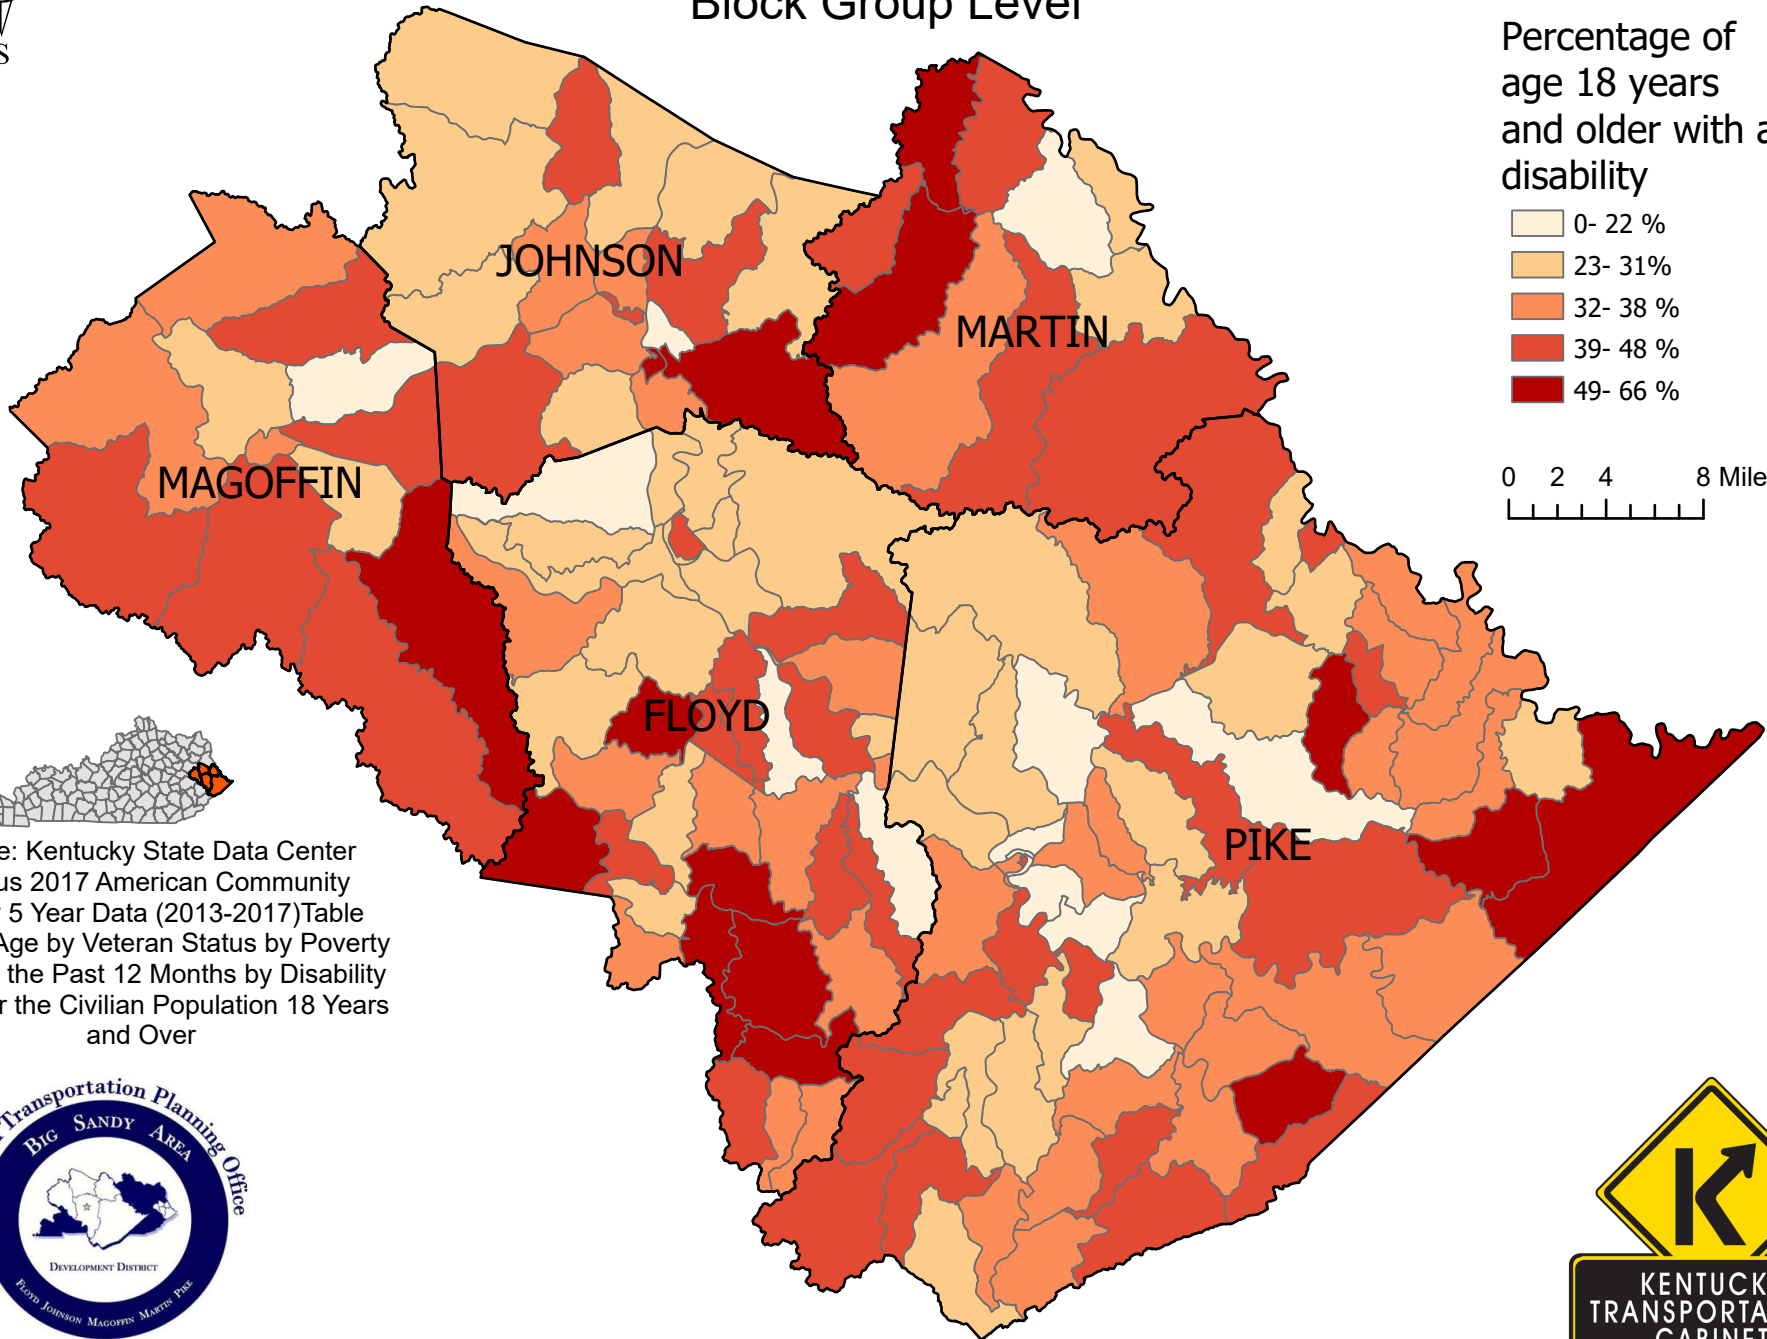 Block Group Level
S
Percentage of
age 18 years
and older with a
disability
0- 22 %
23- 31%
32- 38 %
39- 48 %
49- 66 %
0 2 4 8 Mile
JOHNSON
MARTIN
MAGOFFIN
FLOYD
PIKE
e: Kentucky State Data Center
us 2017 American Community
5 Year Data (2013-2017)Table
Age by Veteran Status by Poverty
the Past 12 Months by Disability
r the Civilian Population 18 Years
and Over
Transportation Planning Office
BIG SANDY AREA
DEVELOPMENT DISTRICT
FLOYD JOHNSON MAGOFFIN MARTIN PIKE
K
KENTUCK
TRANSPORTA
CABINET